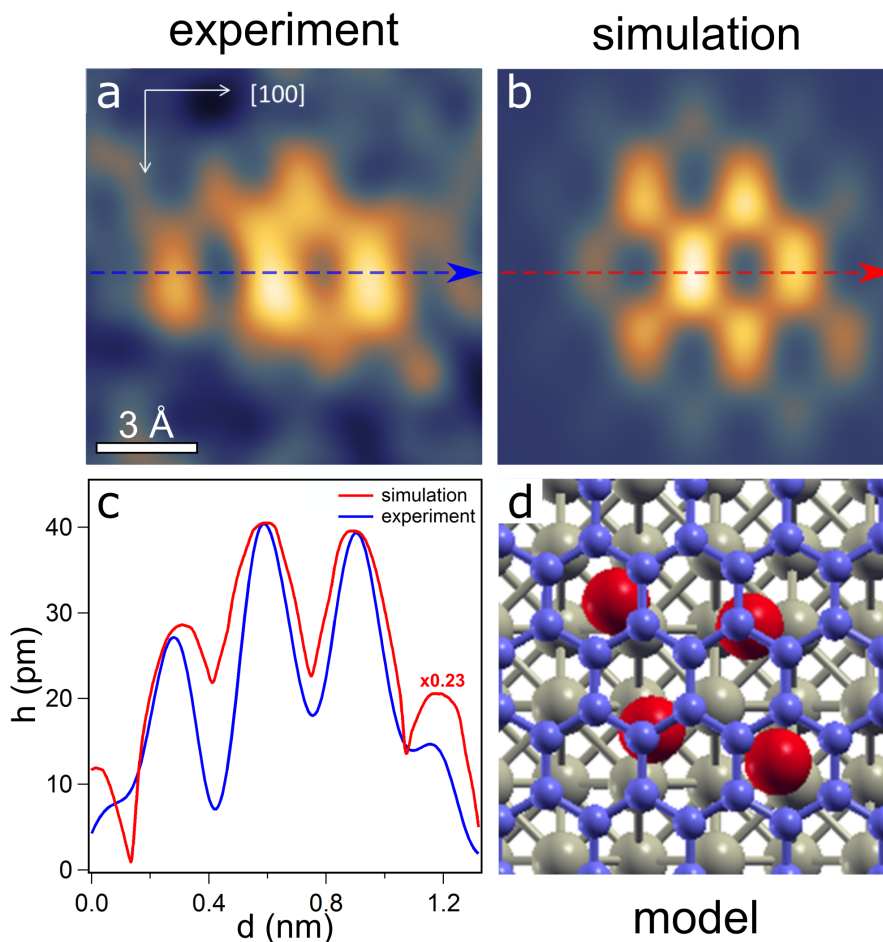 experiment
simulation
a
[100]
3 Å
b
c
simulation
experiment
40
30
20
10
0
h (pm)
x0.23
0.0
0.4
0.8
1.2
d (nm)
d
model